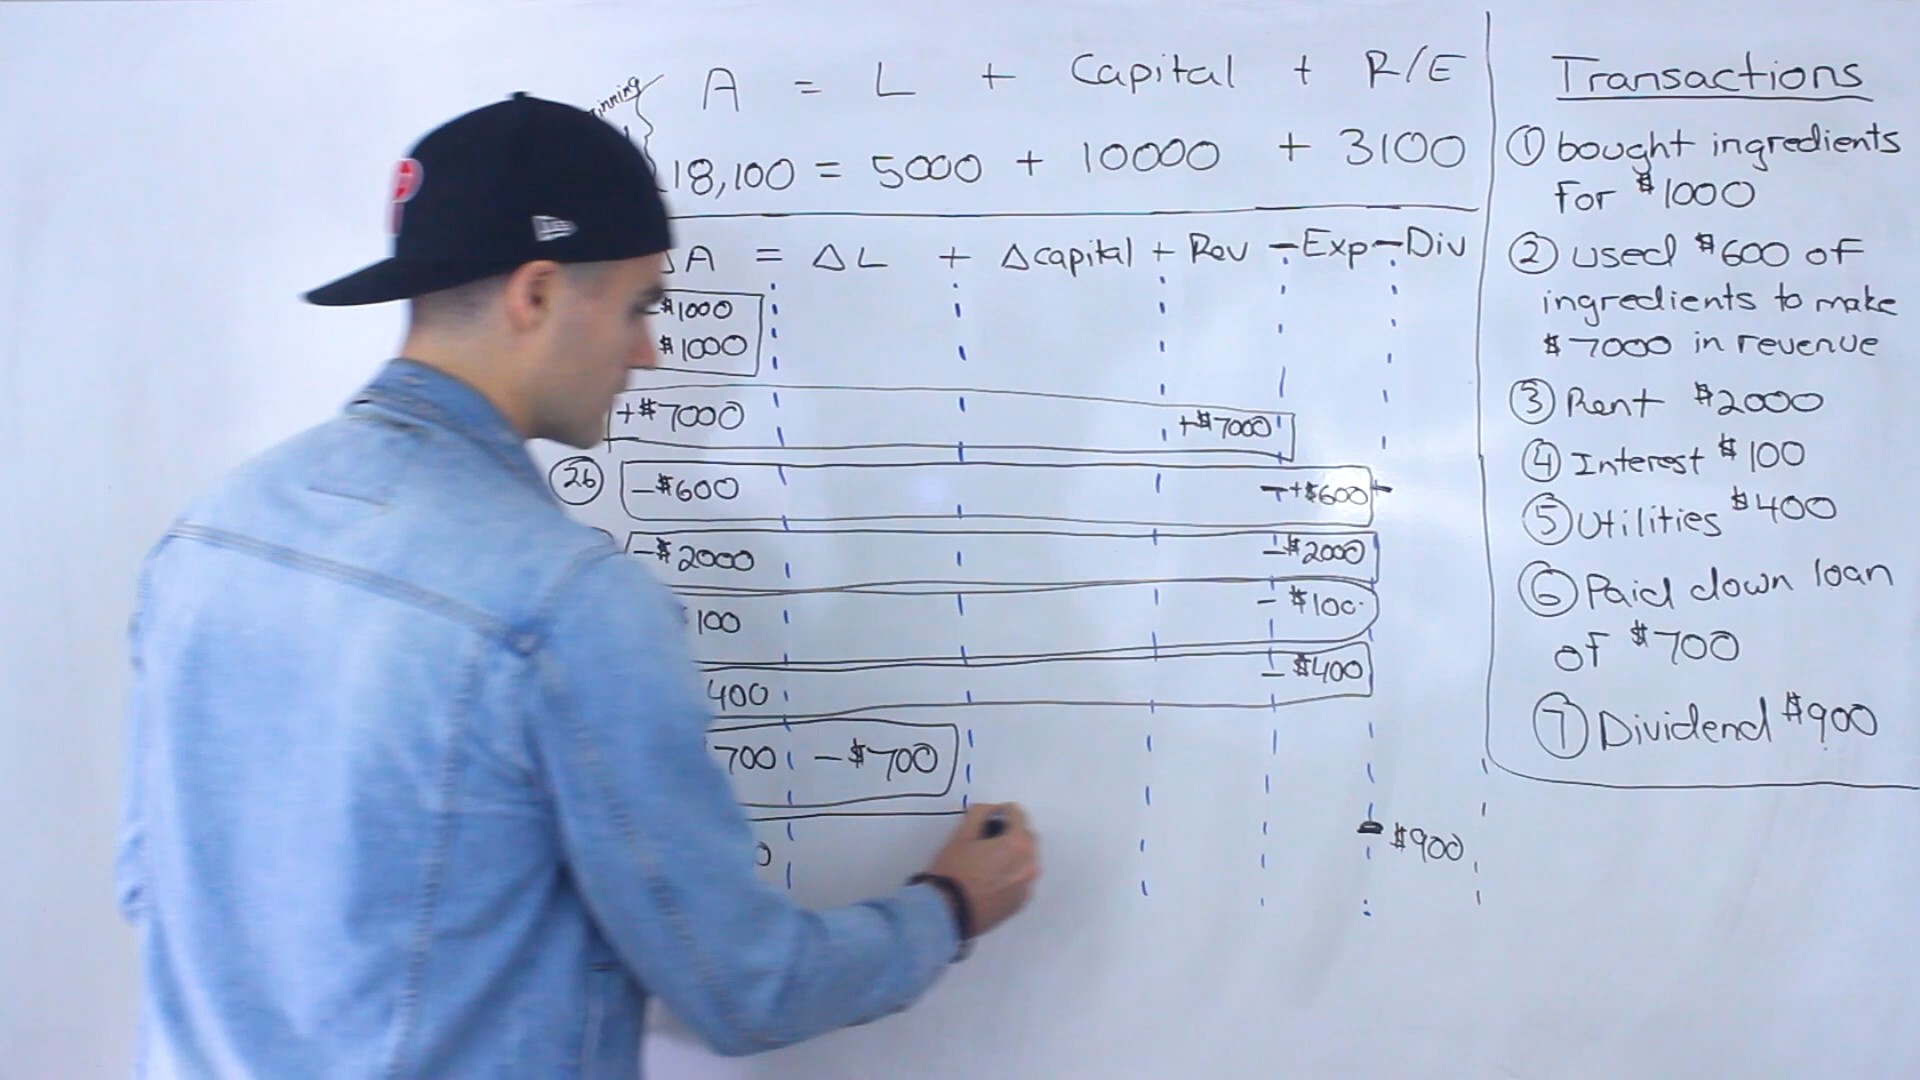 A = L + Capital + R/E
18,100 = 5000 + 10000 + 3100
ΔA = ΔL + Δcapital + Rev - Exp - Div
$1000
$1000
+$7000 +$7000
26 -$600 +$600
-$2000 -$2000
100 -$100
400 -$400
700 -$700
-$900
Transactions
① bought ingredients
for $1000
② used $600 of
ingredients to make
$7000 in revenue
③ Rent $2000
④ Interest $100
⑤ Utilities $400
⑥ Paid down loan
of $700
⑦ Dividend $900